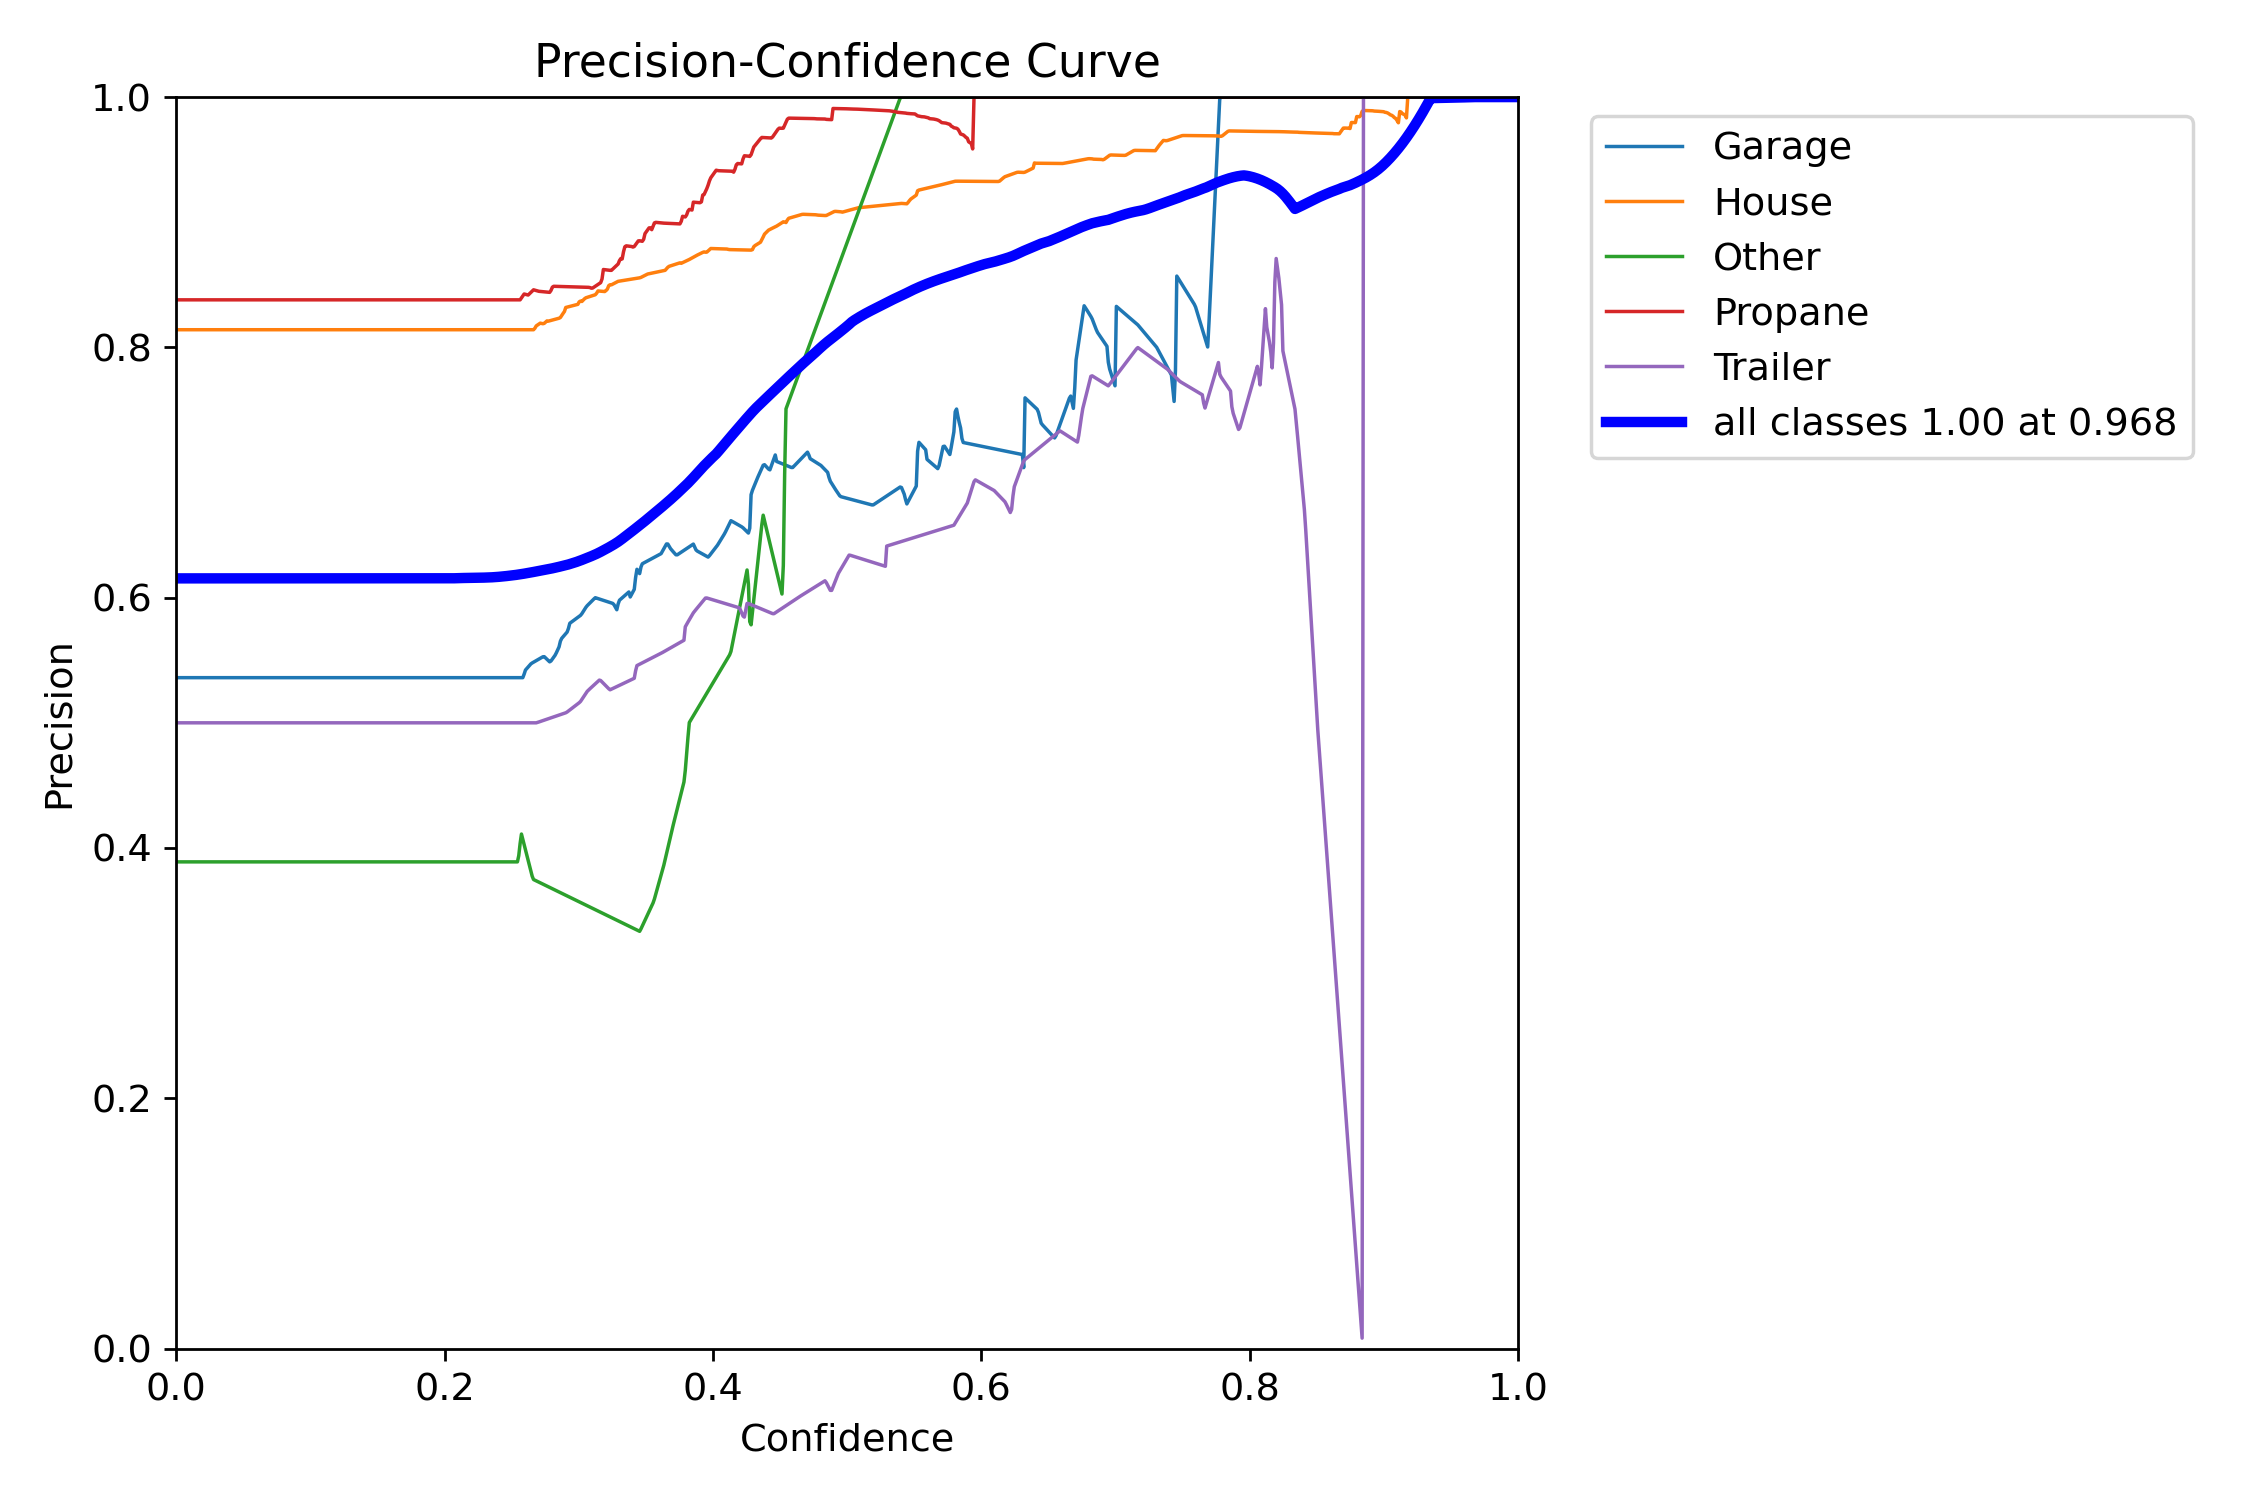 Precision-Confidence Curve
1.0
0.8
0.6
0.4
0.2
0.0
Precision
0.0 0.2 0.4 0.6 0.8 1.0
Confidence
Garage
House
Other
Propane
Trailer
all classes 1.00 at 0.968